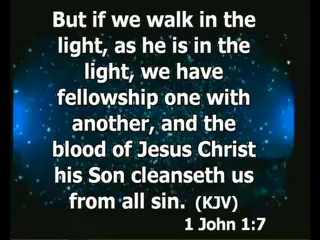 But if we walk in the
light, as he is in the
light, we have
fellowship one with
another, and the
blood of Jesus Christ
his Son cleanseth us
from all sin. (KJV)
1 John 1:7